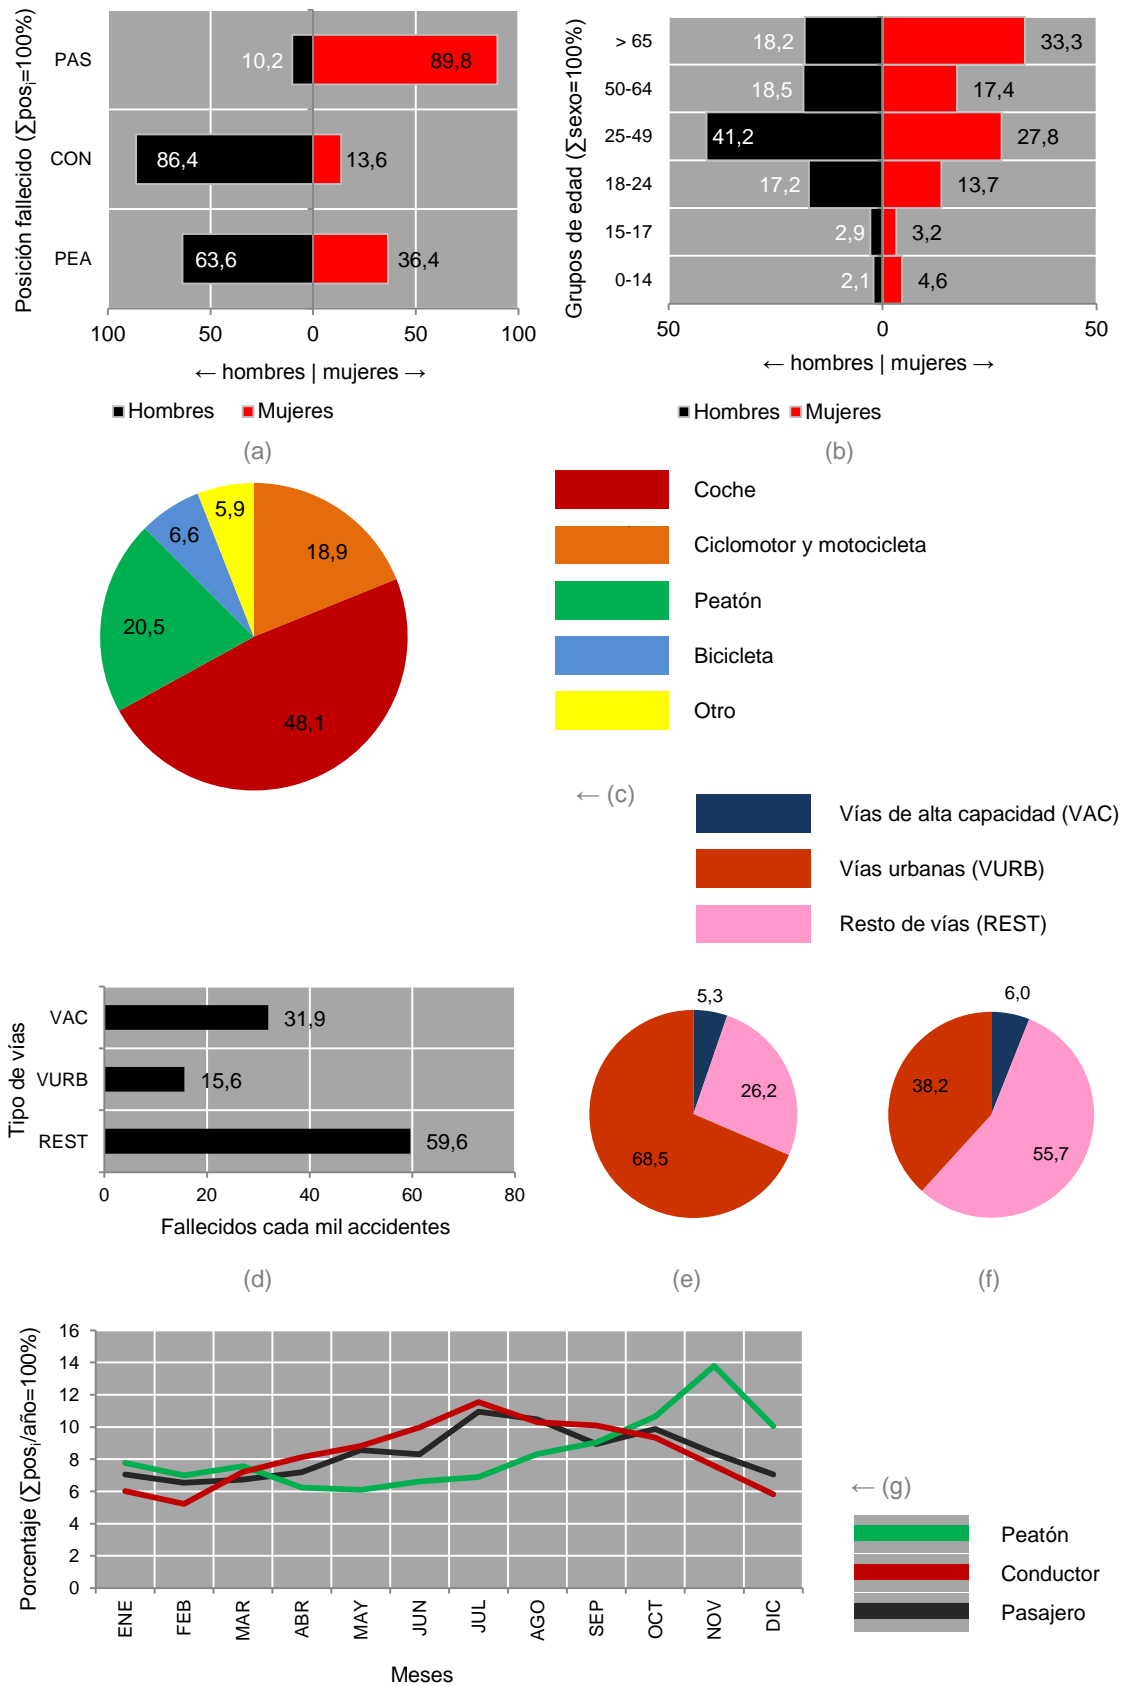 Posición fallecido (∑posᵢ=100%)
PAS
10,2
89,8
CON
86,4
13,6
PEA
63,6
36,4
100 50 0 50 100
← hombres | mujeres →
Hombres Mujeres
(a)
Grupos de edad (∑sexo=100%)
> 65
18,2
33,3
50-64
18,5
17,4
25-49
41,2
27,8
18-24
17,2
13,7
15-17
2,9
3,2
0-14
2,1
4,6
50 0 50
← hombres | mujeres →
Hombres Mujeres
(b)
5,9
6,6
18,9
20,5
48,1
Coche
Ciclomotor y motocicleta
Peatón
Bicicleta
Otro
← (c)
Vías de alta capacidad (VAC)
Vías urbanas (VURB)
Resto de vías (REST)
Tipo de vías
VAC
31,9
VURB
15,6
REST
59,6
0 20 40 60 80
Fallecidos cada mil accidentes
(d)
5,3
26,2
68,5
(e)
6,0
38,2
55,7
(f)
Porcentaje (∑posᵢ/año=100%)
16
14
12
10
8
6
4
2
0
ENE FEB MAR ABR MAY JUN JUL AGO SEP OCT NOV DIC
Meses
← (g)
Peatón
Conductor
Pasajero